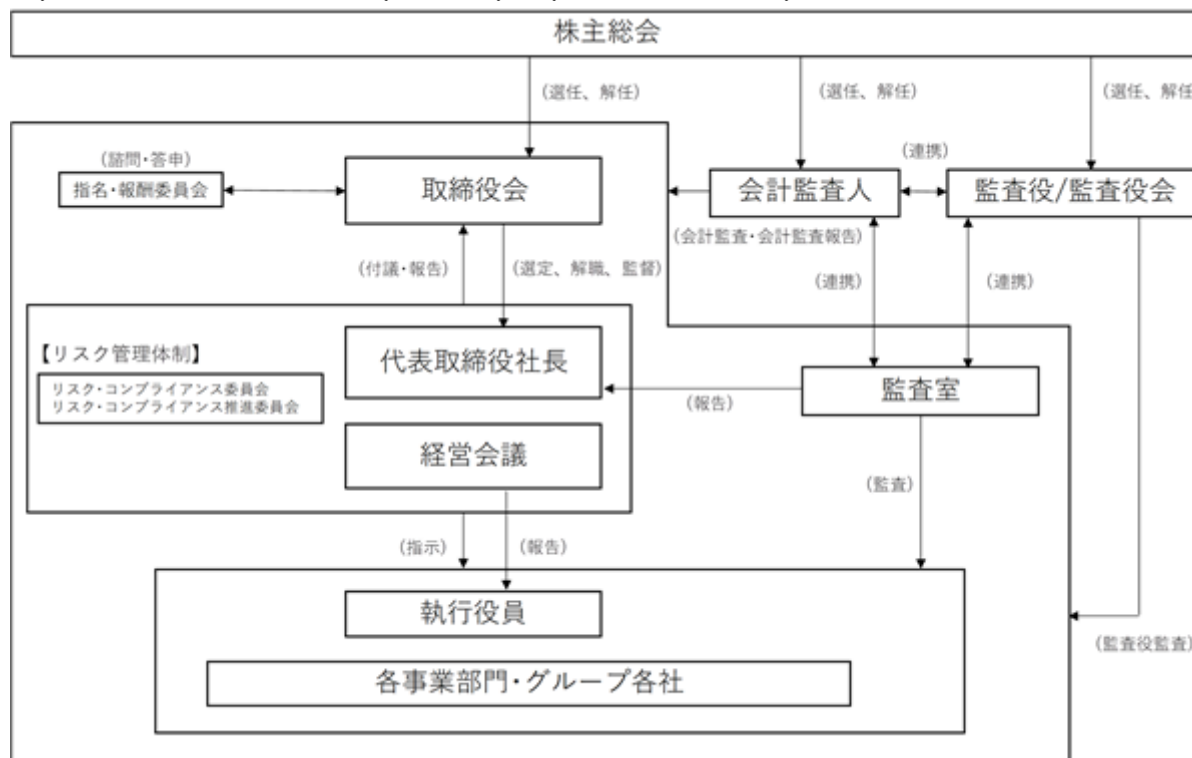 株主総会
(選任、解任)
(選任、解任)
(選任、解任
(諮問・答申)
指名・報酬委員会
取締役会
会計監査人
(連携)
監査役/監査役会
(会計監査・会計監査報告)
(付議・報告)
(選定、解職、監督)
(連携)
(連携)
【リスク管理体制】
リスク・コンプライアンス委員会
リスク・コンプライアンス推進委員会
代表取締役社長
(報告)
監査室
経営会議
(監査)
(指示)
(報告)
執行役員
(監査役監査)
各事業部門・グループ各社